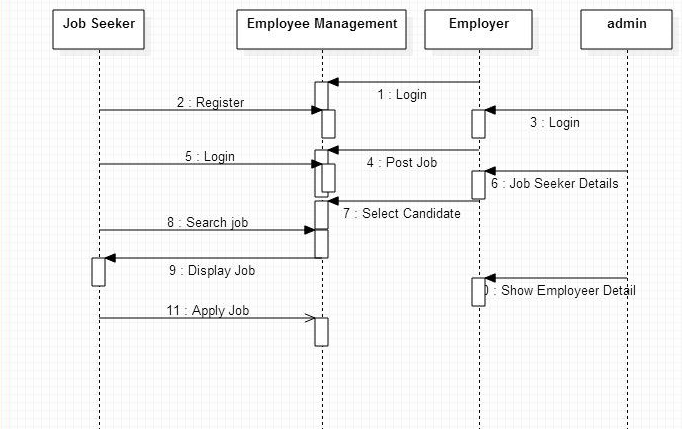 Job Seeker
Employee Management
Employer
admin
1 : Login
2 : Register
3 : Login
5 : Login
4 : Post Job
6 : Job Seeker Details
7 : Select Candidate
8 : Search job
9 : Display Job
0 : Show Employeer Detail
11 : Apply Job